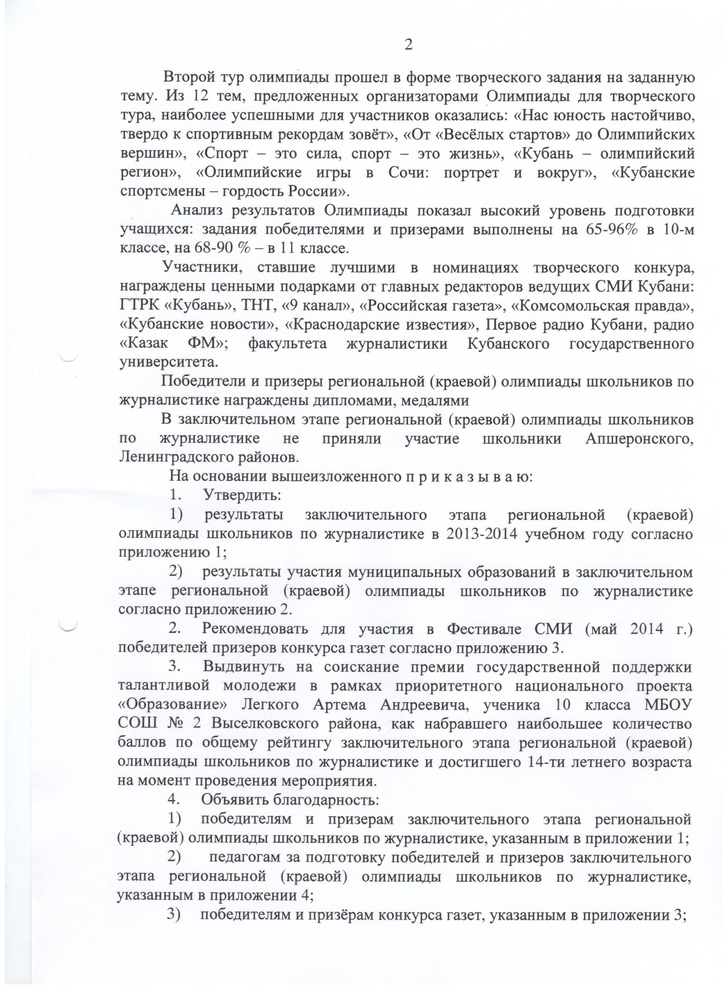 2
Второй тур олимпиады прошел в форме творческого задания на заданную
тему. Из 12 тем, предложенных организаторами Олимпиады для творческого
тура, наиболее успешными для участников оказались: «Нас юность настойчиво,
твердо к спортивным рекордам зовёт», «От «Весёлых стартов» до Олимпийских
вершин», «Спорт – это сила, спорт – это жизнь», «Кубань – олимпийский
регион», «Олимпийские игры в Сочи: портрет и вокруг», «Кубанские
спортсмены – гордость России».
Анализ результатов Олимпиады показал высокий уровень подготовки
учащихся: задания победителями и призерами выполнены на 65-96% в 10-м
классе, на 68-90 % – в 11 классе.
Участники, ставшие лучшими в номинациях творческого конкура,
награждены ценными подарками от главных редакторов ведущих СМИ Кубани:
ГТРК «Кубань», ТНТ, «9 канал», «Российская газета», «Комсомольская правда»,
«Кубанские новости», «Краснодарские известия», Первое радио Кубани, радио
«Казак ФМ»; факультета журналистики Кубанского государственного
университета.
Победители и призеры региональной (краевой) олимпиады школьников по
журналистике награждены дипломами, медалями
В заключительном этапе региональной (краевой) олимпиады школьников
по журналистике не приняли участие школьники Апшеронского,
Ленинградского районов.
На основании вышеизложенного п р и к а з ы в а ю:
1. Утвердить:
1) результаты заключительного этапа региональной (краевой)
олимпиады школьников по журналистике в 2013-2014 учебном году согласно
приложению 1;
2) результаты участия муниципальных образований в заключительном
этапе региональной (краевой) олимпиады школьников по журналистике
согласно приложению 2.
2. Рекомендовать для участия в Фестивале СМИ (май 2014 г.)
победителей призеров конкурса газет согласно приложению 3.
3. Выдвинуть на соискание премии государственной поддержки
талантливой молодежи в рамках приоритетного национального проекта
«Образование» Легкого Артема Андреевича, ученика 10 класса МБОУ
СОШ № 2 Выселковского района, как набравшего наибольшее количество
баллов по общему рейтингу заключительного этапа региональной (краевой)
олимпиады школьников по журналистике и достигшего 14-ти летнего возраста
на момент проведения мероприятия.
4. Объявить благодарность:
1) победителям и призерам заключительного этапа региональной
(краевой) олимпиады школьников по журналистике, указанным в приложении 1;
2) педагогам за подготовку победителей и призеров заключительного
этапа региональной (краевой) олимпиады школьников по журналистике,
указанным в приложении 4;
3) победителям и призёрам конкурса газет, указанным в приложении 3;